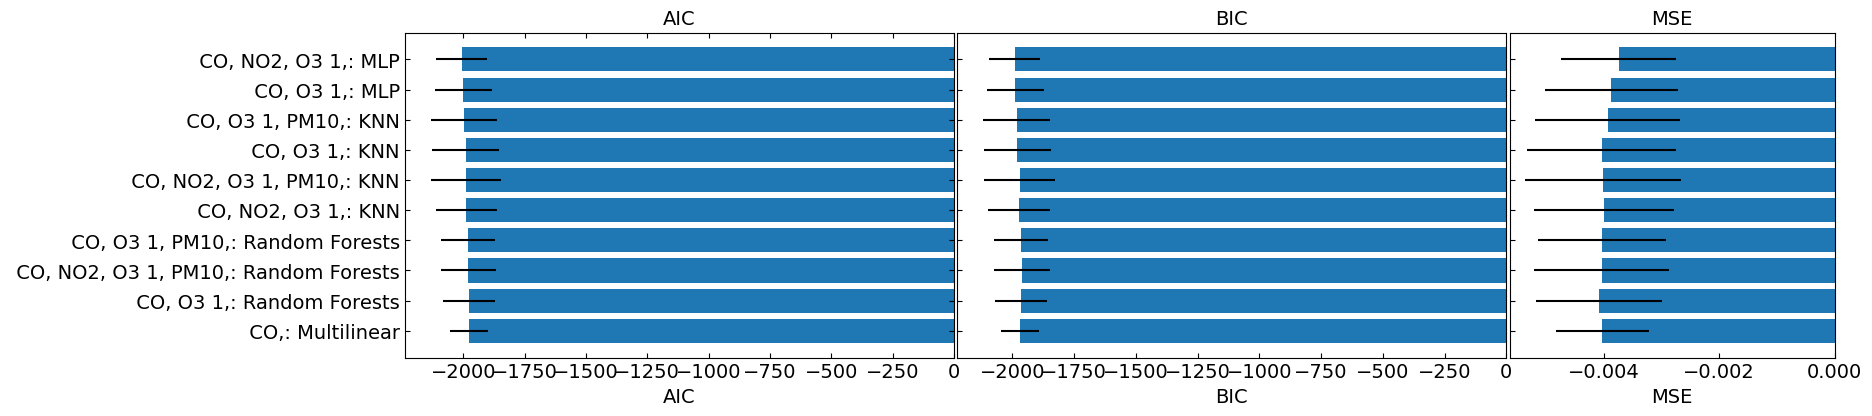 AIC BIC MSE
CO, NO2, O3 1,: MLP
CO, O3 1,: MLP
CO, O3 1, PM10,: KNN
CO, O3 1,: KNN
CO, NO2, O3 1, PM10,: KNN
CO, NO2, O3 1,: KNN
CO, O3 1, PM10,: Random Forests
CO, NO2, O3 1, PM10,: Random Forests
CO, O3 1,: Random Forests
CO,: Multilinear
−2000 −1750 −1500 −1250 −1000 −750 −500 −250 0 −2000 −1750 −1500 −1250 −1000 −750 −500 −250 0 −0.004 −0.002 0.000
AIC BIC MSE